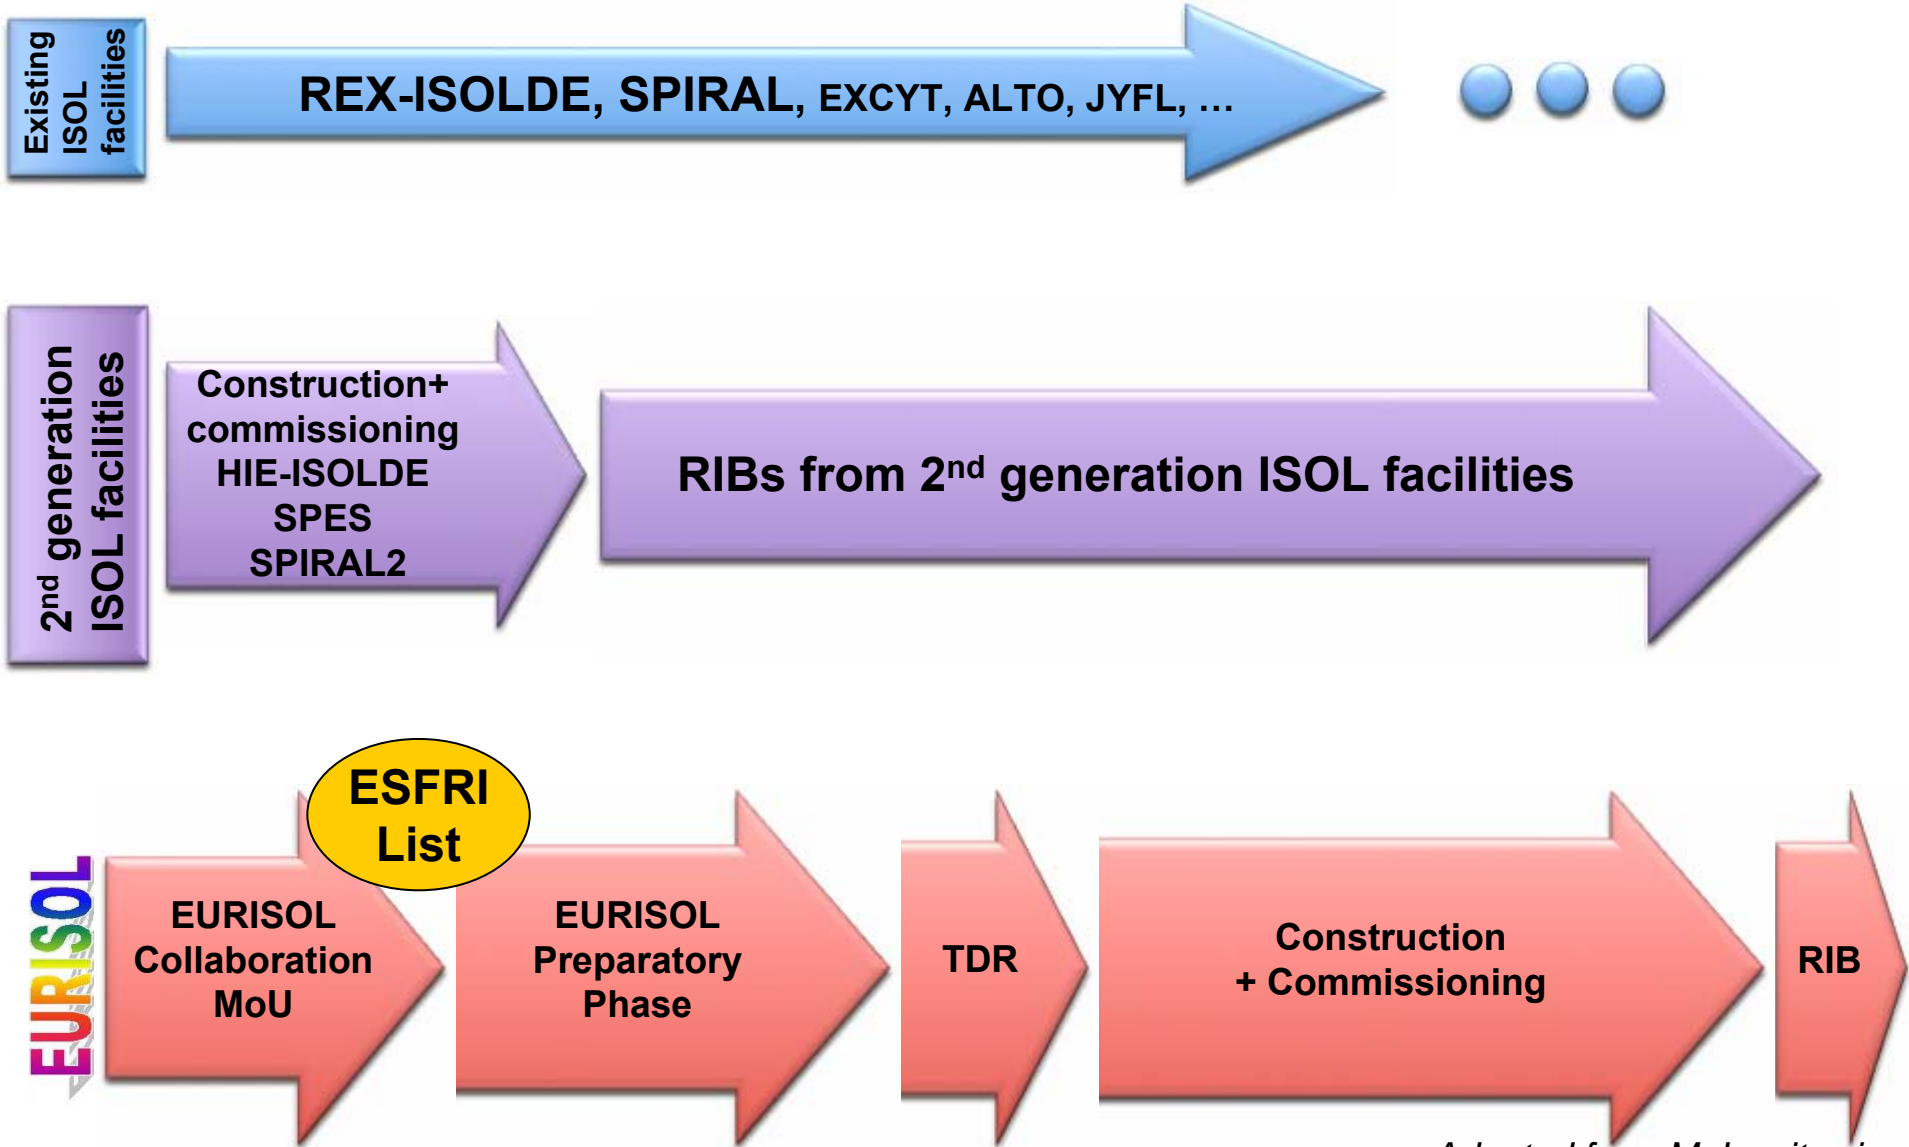 Existing
ISOL
facilities
REX-ISOLDE, SPIRAL, EXCYT, ALTO, JYFL, …
2nd generation
ISOL facilities
Construction+
commissioning
HIE-ISOLDE
SPES
SPIRAL2
RIBs from 2nd generation ISOL facilities
EURISOL
ESFRI
List
EURISOL
Collaboration
MoU
EURISOL
Preparatory
Phase
TDR
Construction
+ Commissioning
RIB